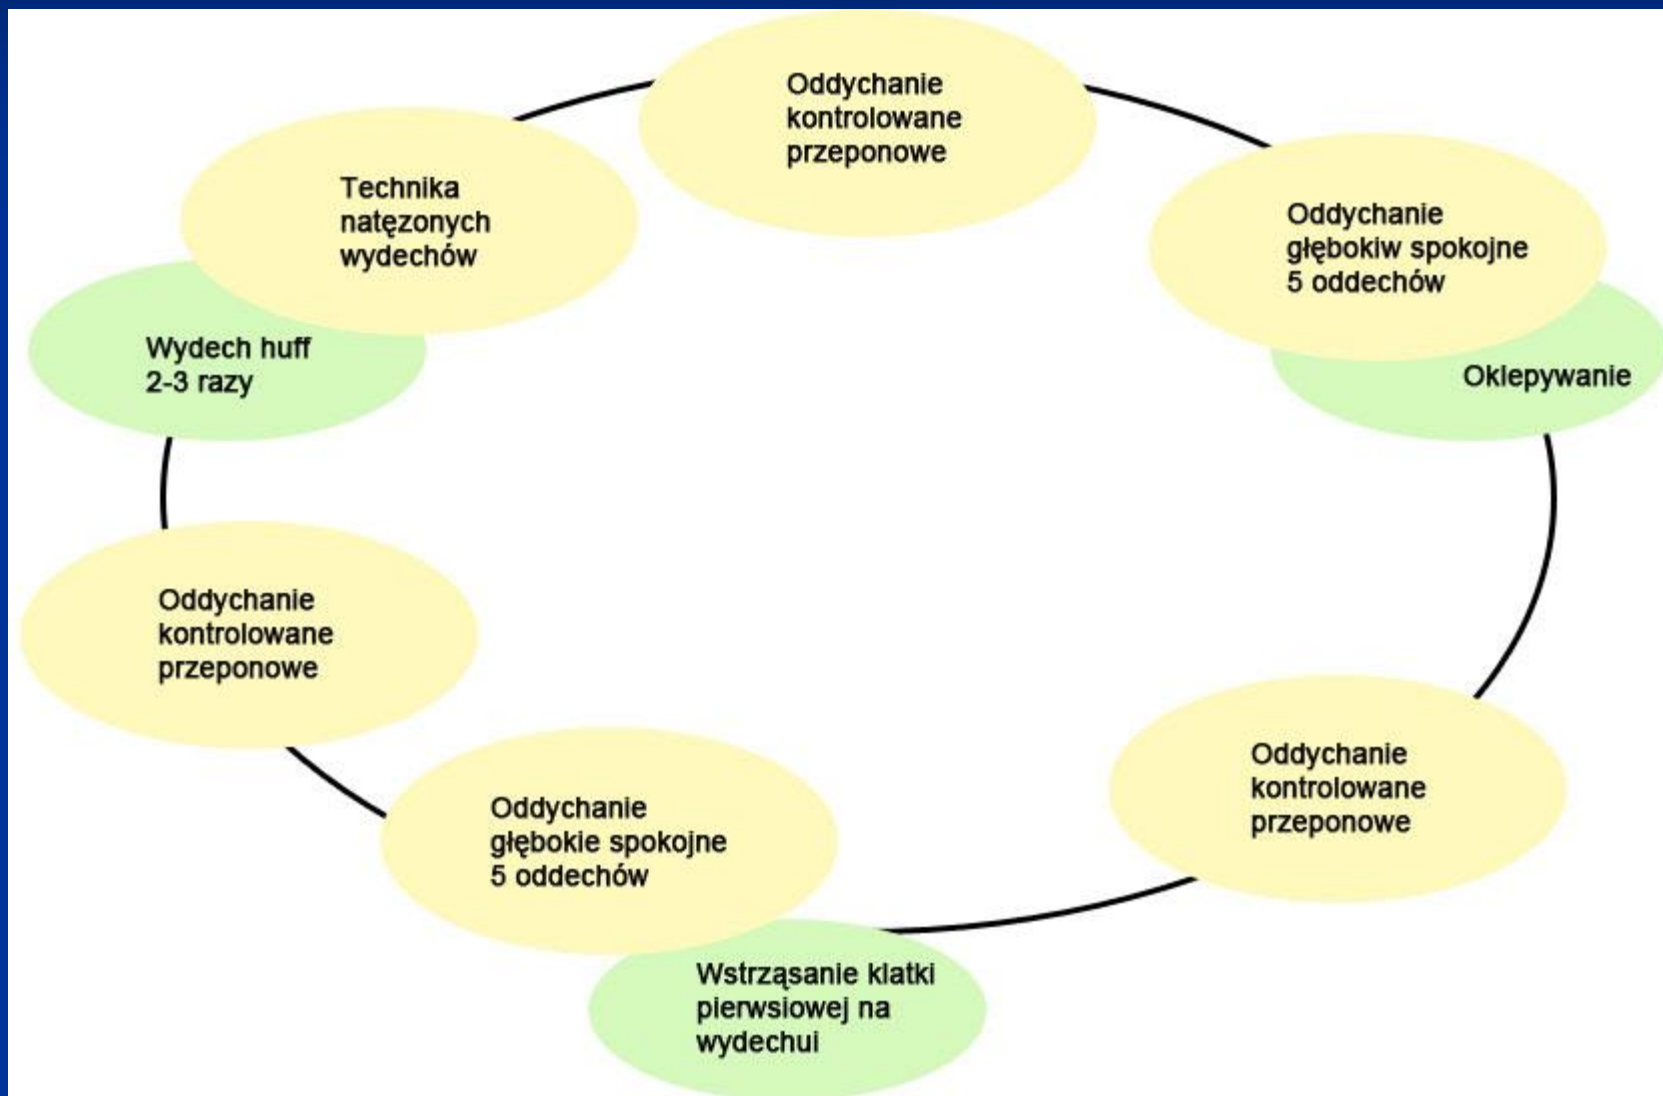 Oddychanie
kontrolowane
przeponowe
Oddychanie
głębokiw spokojne
5 oddechów
Oklepywanie
Oddychanie
kontrolowane
przeponowe
Wstrząsanie klatki
pierwsiowej na
wydechui
Oddychanie
głębokie spokojne
5 oddechów
Oddychanie
kontrolowane
przeponowe
Wydech huff
2-3 razy
Technika
natęzonych
wydechów